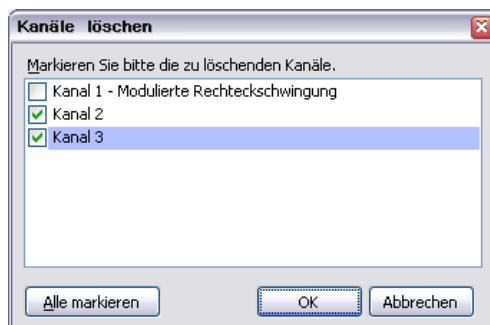 Kanäle löschen
Markieren Sie bitte die zu löschenden Kanäle.
Kanal 1 - Modulierte Rechteckschwingung
Kanal 2
Kanal 3
Alle markieren OK Abbrechen